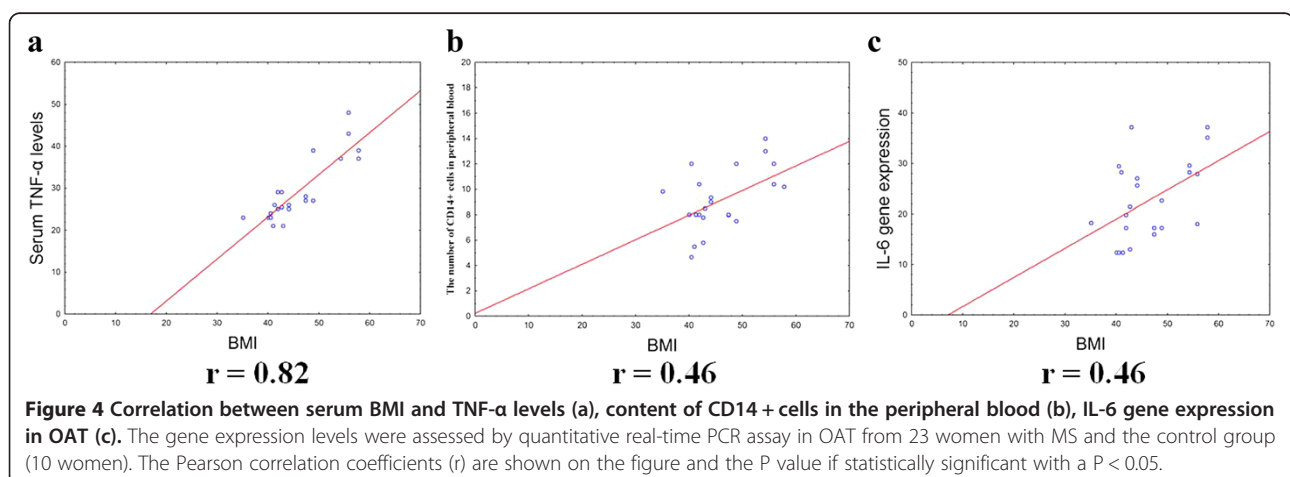 a
b
c
Serum TNF-α levels
60
50
40
30
20
10
0
0 10 20 30 40 50 60 70
BMI
r = 0.82
The number of CD14+ cells in peripheral blood
20
18
16
14
12
10
8
6
4
2
0
0 10 20 30 40 50 60 70
BMI
r = 0.46
IL-6 gene expression
50
40
30
20
10
0
0 10 20 30 40 50 60 70
BMI
r = 0.46
Figure 4 Correlation between serum BMI and TNF-α levels (a), content of CD14 + cells in the peripheral blood (b), IL-6 gene expression
in OAT (c). The gene expression levels were assessed by quantitative real-time PCR assay in OAT from 23 women with MS and the control group
(10 women). The Pearson correlation coefficients (r) are shown on the figure and the P value if statistically significant with a P < 0.05.